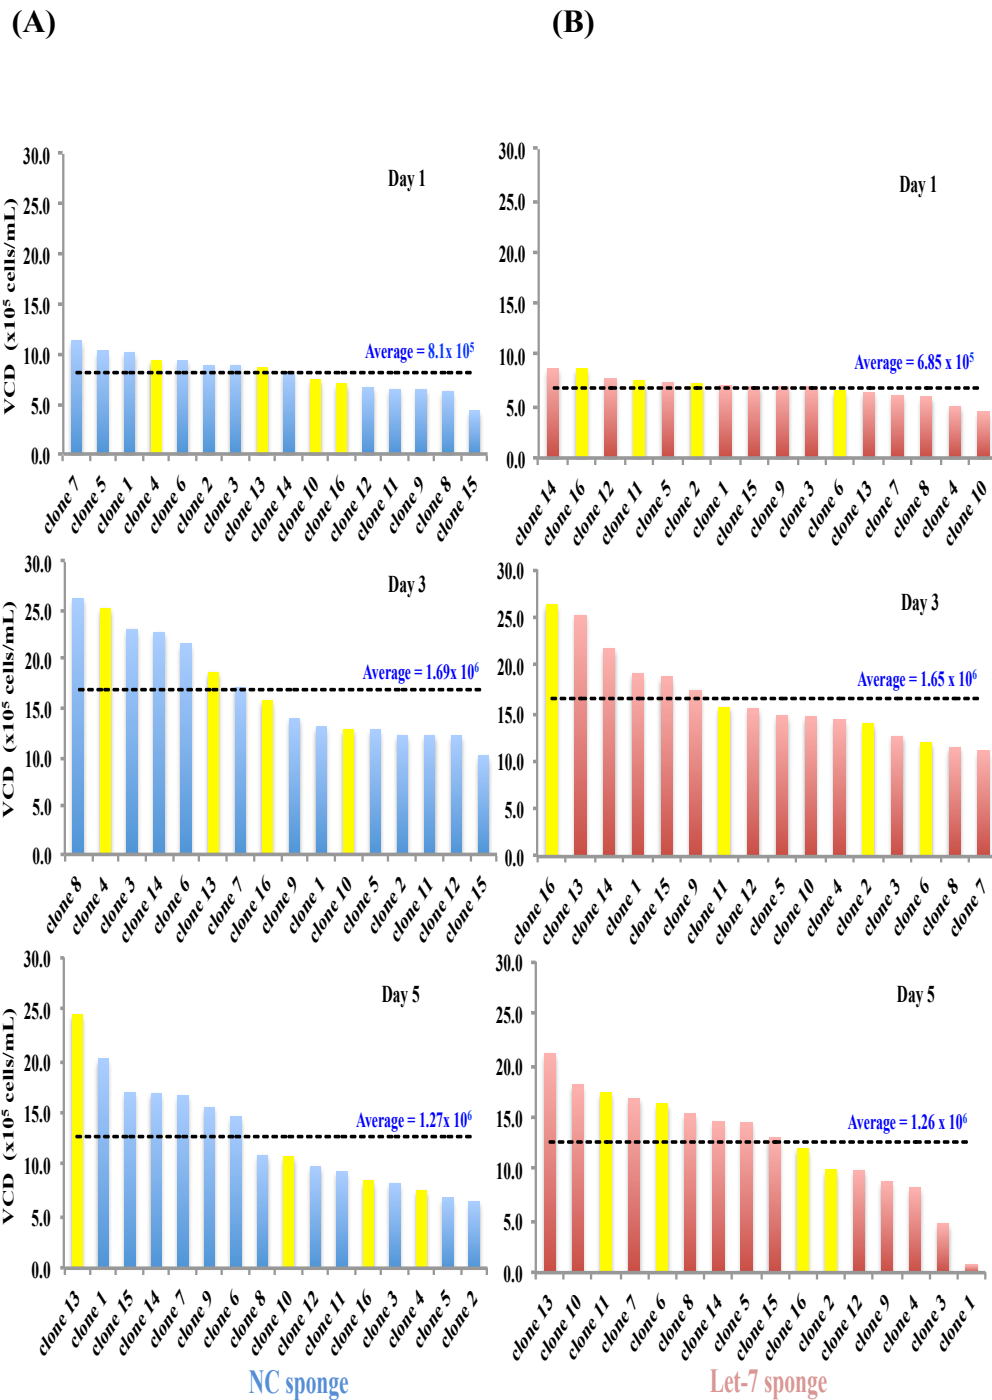 (A)
(B)
Day 1
VCD (x10⁵ cells/mL)
30.0
25.0
20.0
15.0
10.0
5.0
0.0
Average = 8.1x 10⁵
clone 7 clone 5 clone 1 clone 4 clone 6 clone 2 clone 3 clone 13 clone 14 clone 10 clone 16 clone 12 clone 11 clone 9 clone 8 clone 15
Day 1
30.0
25.0
20.0
15.0
10.0
5.0
0.0
Average = 6.85 x 10⁵
clone 14 clone 16 clone 12 clone 11 clone 5 clone 2 clone 1 clone 15 clone 9 clone 3 clone 6 clone 13 clone 7 clone 8 clone 4 clone 10
Day 3
VCD (x10⁵ cells/mL)
30.0
25.0
20.0
15.0
10.0
5.0
0.0
Average = 1.69x 10⁶
clone 8 clone 4 clone 3 clone 14 clone 6 clone 13 clone 7 clone 16 clone 9 clone 1 clone 10 clone 5 clone 2 clone 11 clone 12 clone 15
Day 3
30.0
25.0
20.0
15.0
10.0
5.0
0.0
Average = 1.65 x 10⁶
clone 16 clone 13 clone 14 clone 1 clone 15 clone 9 clone 11 clone 12 clone 5 clone 10 clone 4 clone 2 clone 3 clone 6 clone 8 clone 7
Day 5
VCD (x10⁵ cells/mL)
30.0
25.0
20.0
15.0
10.0
5.0
0.0
Average = 1.27x 10⁶
clone 13 clone 1 clone 15 clone 14 clone 7 clone 9 clone 6 clone 8 clone 10 clone 12 clone 11 clone 16 clone 3 clone 4 clone 5 clone 2
NC sponge
Day 5
30.0
25.0
20.0
15.0
10.0
5.0
0.0
Average = 1.26 x 10⁶
clone 13 clone 10 clone 11 clone 7 clone 6 clone 8 clone 14 clone 5 clone 15 clone 16 clone 2 clone 12 clone 9 clone 4 clone 3 clone 1
Let-7 sponge